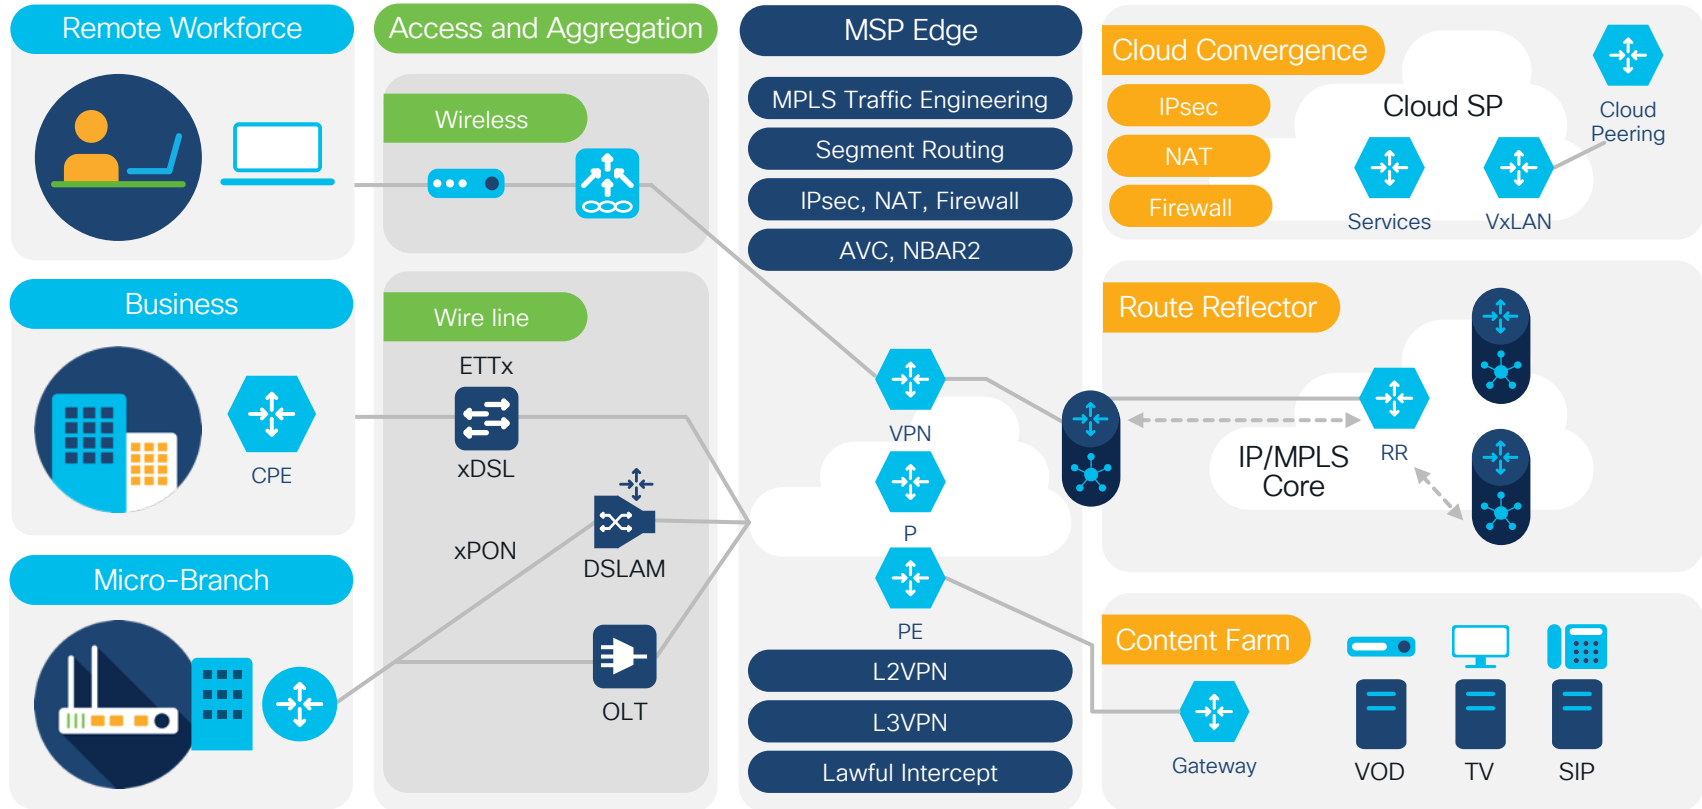 Remote Workforce
Business
CPE
Micro-Branch
Access and Aggregation
Wireless
Wire line
ETTx
xDSL
xPON
DSLAM
OLT
MSP Edge
MPLS Traffic Engineering
Segment Routing
IPsec, NAT, Firewall
AVC, NBAR2
VPN
P
PE
L2VPN
L3VPN
Lawful Intercept
Cloud Convergence
IPsec
NAT
Firewall
Cloud SP
Services
VxLAN
Cloud
Peering
Route Reflector
IP/MPLS
Core
RR
Content Farm
Gateway
VOD
TV
SIP